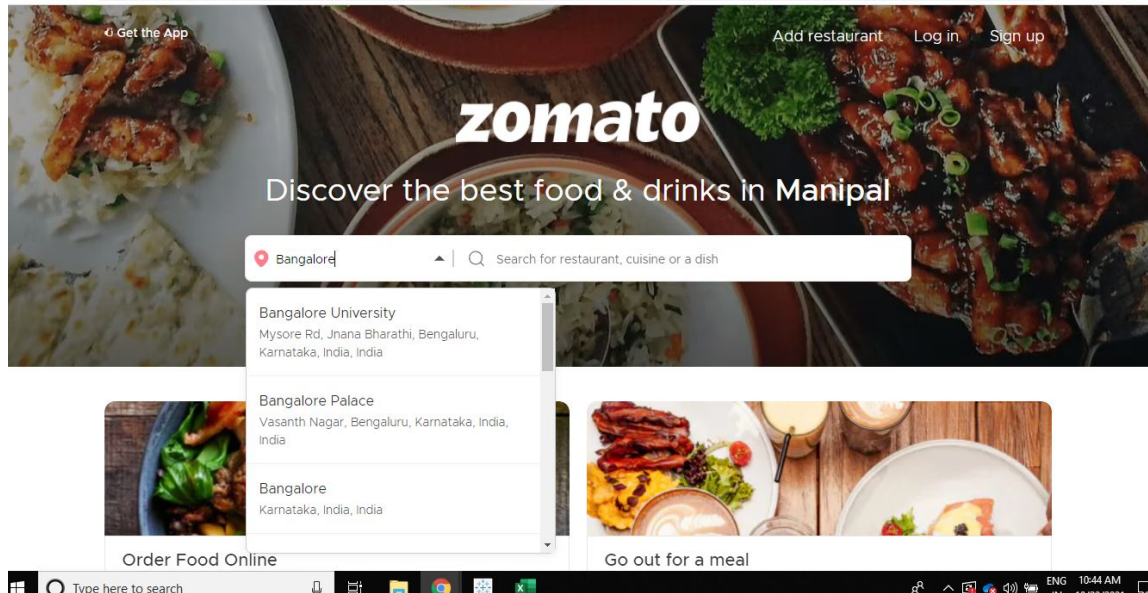 Get the App
Add restaurant Log in Sign up
zomato
Discover the best food & drinks in Manipal
Bangalore Search for restaurant, cuisine or a dish
Bangalore University
Mysore Rd, Jnana Bharathi, Bengaluru,
Karnataka, India, India
Bangalore Palace
Vasanth Nagar, Bengaluru, Karnataka, India,
India
Bangalore
Karnataka, India, India
Order Food Online
Go out for a meal
Type here to search
ENG 10:44 AM